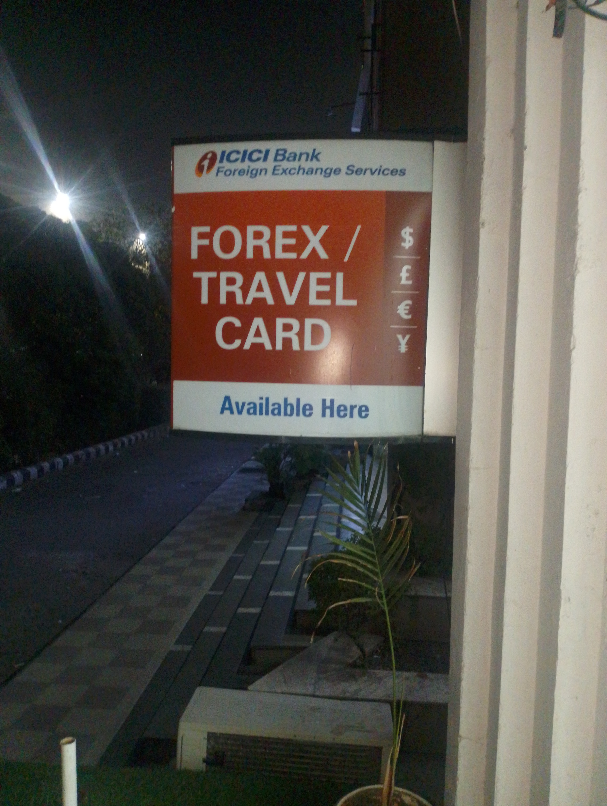 ICICI Bank
Foreign Exchange Services
FOREX /
TRAVEL
CARD
$
£
€
¥
Available Here